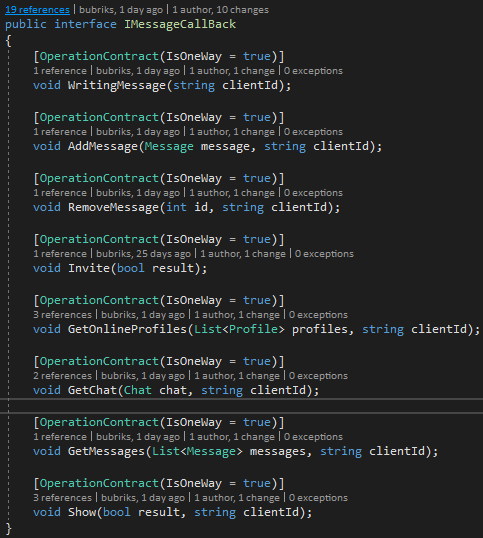 19 references | bubriks, 1 day ago | 1 author, 10 changes
public interface IMessageCallBack
{
[OperationContract(IsOneWay = true)]
1 reference | bubriks, 1 day ago | 1 author, 1 change | 0 exceptions
void WritingMessage(string clientId);
[OperationContract(IsOneWay = true)]
1 reference | bubriks, 1 day ago | 1 author, 1 change | 0 exceptions
void AddMessage(Message message, string clientId);
[OperationContract(IsOneWay = true)]
1 reference | bubriks, 1 day ago | 1 author, 1 change | 0 exceptions
void RemoveMessage(int id, string clientId);
[OperationContract(IsOneWay = true)]
1 reference | bubriks, 25 days ago | 1 author, 1 change | 0 exceptions
void Invite(bool result);
[OperationContract(IsOneWay = true)]
3 references | bubriks, 1 day ago | 1 author, 1 change | 0 exceptions
void GetOnlineProfiles(List<Profile> profiles, string clientId);
[OperationContract(IsOneWay = true)]
2 references | bubriks, 1 day ago | 1 author, 1 change | 0 exceptions
void GetChat(Chat chat, string clientId);
[OperationContract(IsOneWay = true)]
1 reference | bubriks, 1 day ago | 1 author, 1 change | 0 exceptions
void GetMessages(List<Message> messages, string clientId);
[OperationContract(IsOneWay = true)]
3 references | bubriks, 1 day ago | 1 author, 1 change | 0 exceptions
void Show(bool result, string clientId);
}